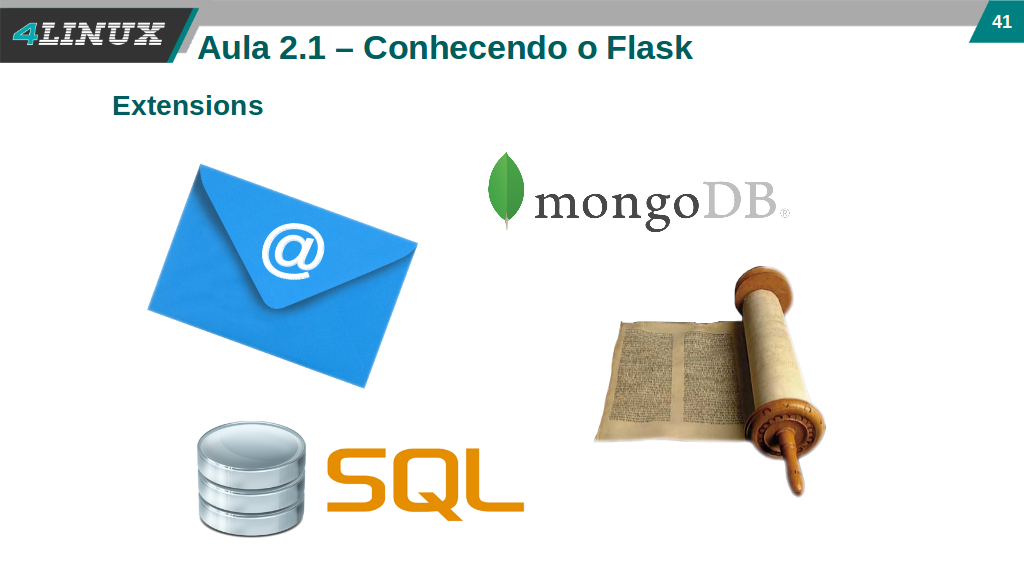 4LINUX
41
Aula 2.1 – Conhecendo o Flask
Extensions
@
mongoDB®
SQL